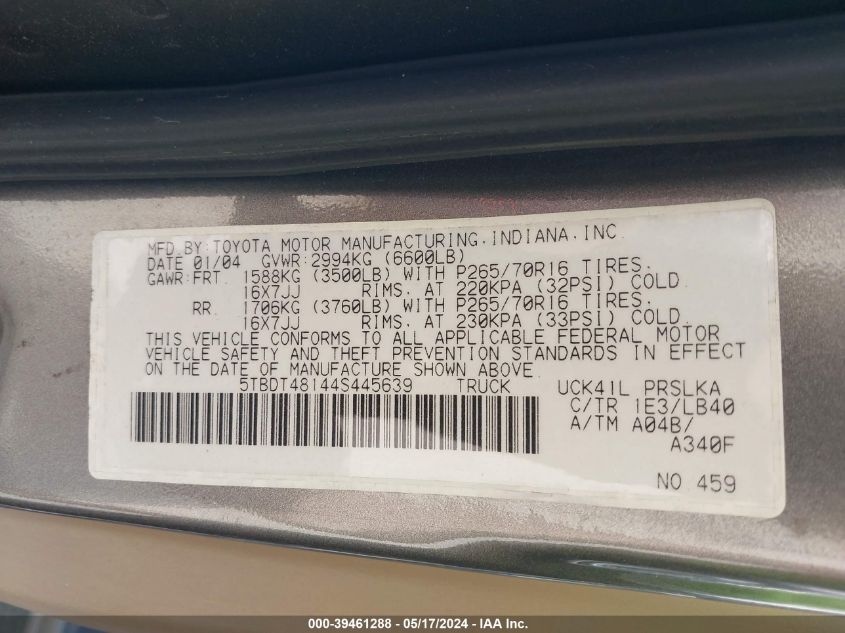 MFD.BY:TOYOTA MOTOR MANUFACTURING.INDIANA.INC.
DATE 01/04 GVWR:2994KG (6600LB)
GAWR:FRT 1588KG (3500LB) WITH P265/70R16 TIRES.
16X7JJ RIMS. AT 220KPA (32PSI) COLD
RR 1706KG (3760LB) WITH P265/70R16 TIRES.
16X7JJ RIMS. AT 230KPA (33PSI) COLD.
THIS VEHICLE CONFORMS TO ALL APPLICABLE FEDERAL MOTOR
VEHICLE SAFETY AND THEFT PREVENTION STANDARDS IN EFFECT
ON THE DATE OF MANUFACTURE SHOWN ABOVE.
5TBDT48144S445639 TRUCK UCK41L PRSLKA
C/TR 1E3/LB40
A/TM A04B/
A340F
NO 459
000-39461288 - 05/17/2024 - IAA Inc.